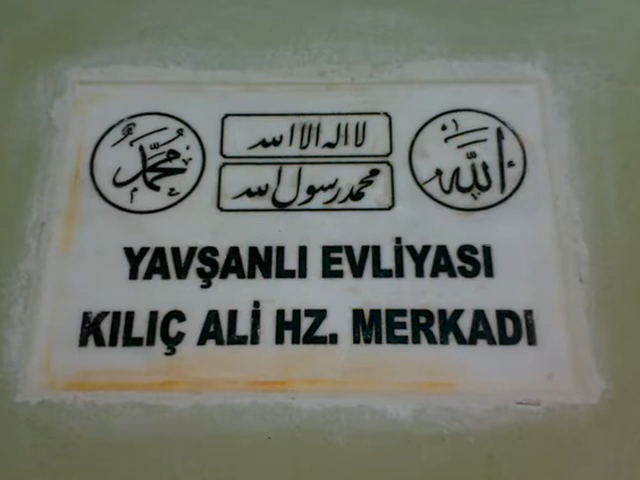 محمد
لا اله الا الله
محمد رسول الله
الله
YAVŞANLI EVLİYASI
KILIÇ ALİ HZ. MERKADI